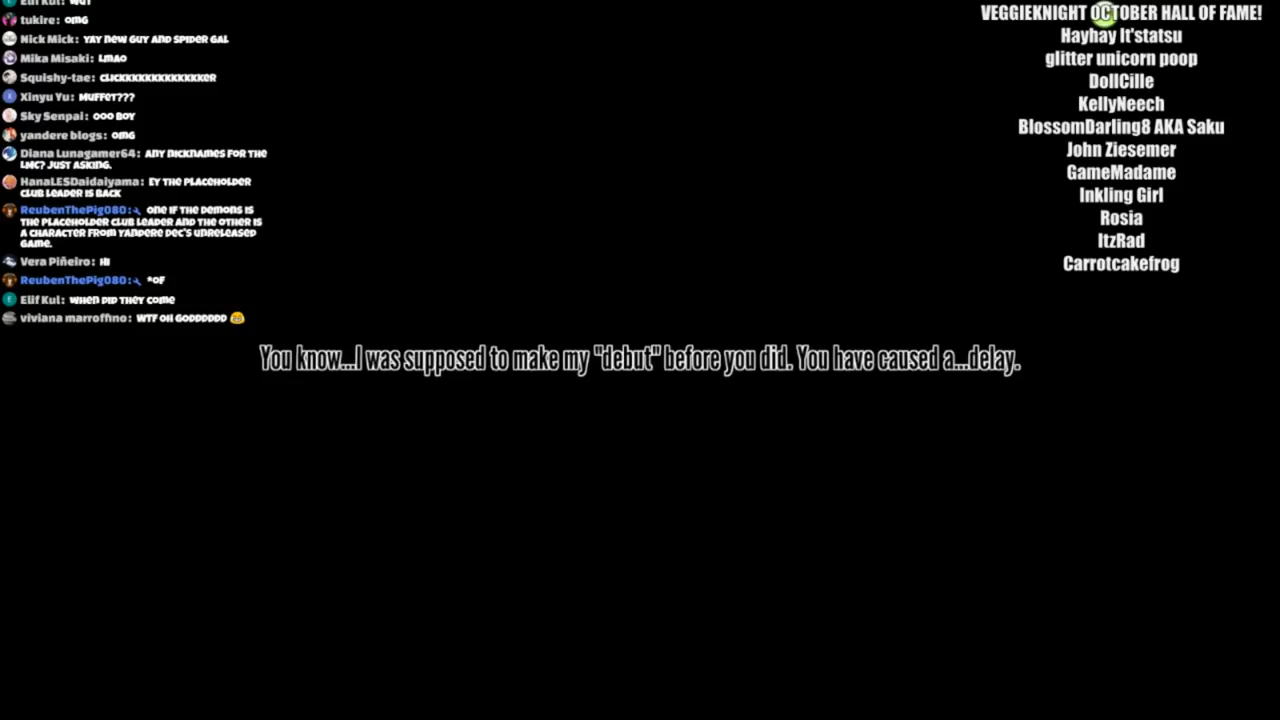 Elif Kul: WUT
tukire: OMG
Nick Mick: YAY NEW GUY AND SPIDER GAL
Mika Misaki: LMAO
Squishy-tae: CLICKKKKKKKKKKKKER
Xinyu Yu: MUFFET???
Sky Senpai: OOO BOY
yandere blogs: OMG
Diana Lunagamer64: ANY NICKNAMES FOR THE
LMC? JUST ASKING.
HanaLESDaidaiyama: EY THE PLACEHOLDER
CLUB LEADER IS BACK
ReubenThePig080: ONE IF THE DEMONS IS
THE PLACEHOLDER CLUB LEADER AND THE OTHER IS
A CHARACTER FROM YANDERE DEC'S UNRELEASED
GAME.
Vera Piñeiro: HI
ReubenThePig080: *OF
Elif Kul: WHEN DID THEY COME
viviana marroffino: WTF OH GODDDDDD 😂
VEGGIEKNIGHT OCTOBER HALL OF FAME!
Hayhay It'statsu
glitter unicorn poop
DollCille
KellyNeech
BlossomDarling8 AKA Saku
John Ziesemer
GameMadame
Inkling Girl
Rosia
ItzRad
Carrotcakefrog
You know...I was supposed to make my "debut" before you did. You have caused a...delay.